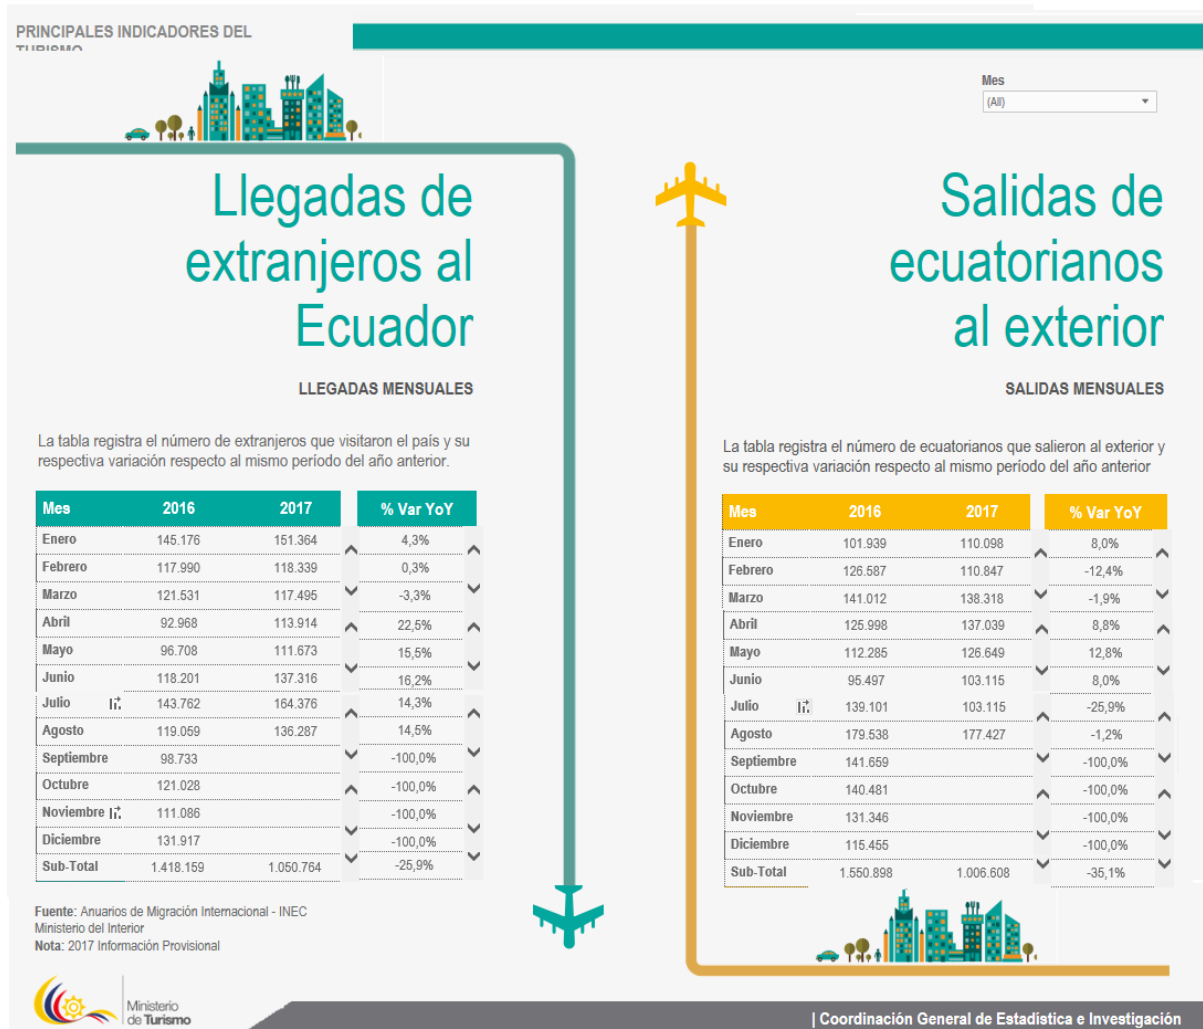 PRINCIPALES INDICADORES DEL
TURISMO
Mes
(All)
Llegadas de
extranjeros al
Ecuador
LLEGADAS MENSUALES
La tabla registra el número de extranjeros que visitaron el país y su
respectiva variación respecto al mismo período del año anterior.
Mes 2016 2017 % Var YoY
Enero 145.176 151.364 4,3%
Febrero 117.990 118.339 0,3%
Marzo 121.531 117.495 -3,3%
Abril 92.968 113.914 22,5%
Mayo 96.708 111.673 15,5%
Junio 118.201 137.316 16,2%
Julio 143.762 164.376 14,3%
Agosto 119.059 136.287 14,5%
Septiembre 98.733 -100,0%
Octubre 121.028 -100,0%
Noviembre 111.086 -100,0%
Diciembre 131.917 -100,0%
Sub-Total 1.418.159 1.050.764 -25,9%
Fuente: Anuarios de Migración Internacional - INEC
Ministerio del Interior
Nota: 2017 Información Provisional
Salidas de
ecuatorianos
al exterior
SALIDAS MENSUALES
La tabla registra el número de ecuatorianos que salieron al exterior y
su respectiva variación respecto al mismo período del año anterior
Mes 2016 2017 % Var YoY
Enero 101.939 110.098 8,0%
Febrero 126.587 110.847 -12,4%
Marzo 141.012 138.318 -1,9%
Abril 125.998 137.039 8,8%
Mayo 112.285 126.649 12,8%
Junio 95.497 103.115 8,0%
Julio 139.101 103.115 -25,9%
Agosto 179.538 177.427 -1,2%
Septiembre 141.659 -100,0%
Octubre 140.481 -100,0%
Noviembre 131.346 -100,0%
Diciembre 115.455 -100,0%
Sub-Total 1.550.898 1.006.608 -35,1%
Ministerio
de Turismo
| Coordinación General de Estadística e Investigación